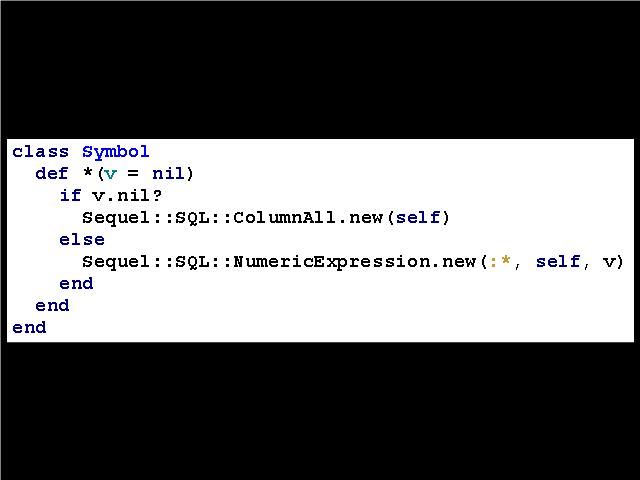 class Symbol
  def *(v = nil)
    if v.nil?
      Sequel::SQL::ColumnAll.new(self)
    else
      Sequel::SQL::NumericExpression.new(:*, self, v)
    end
  end
end